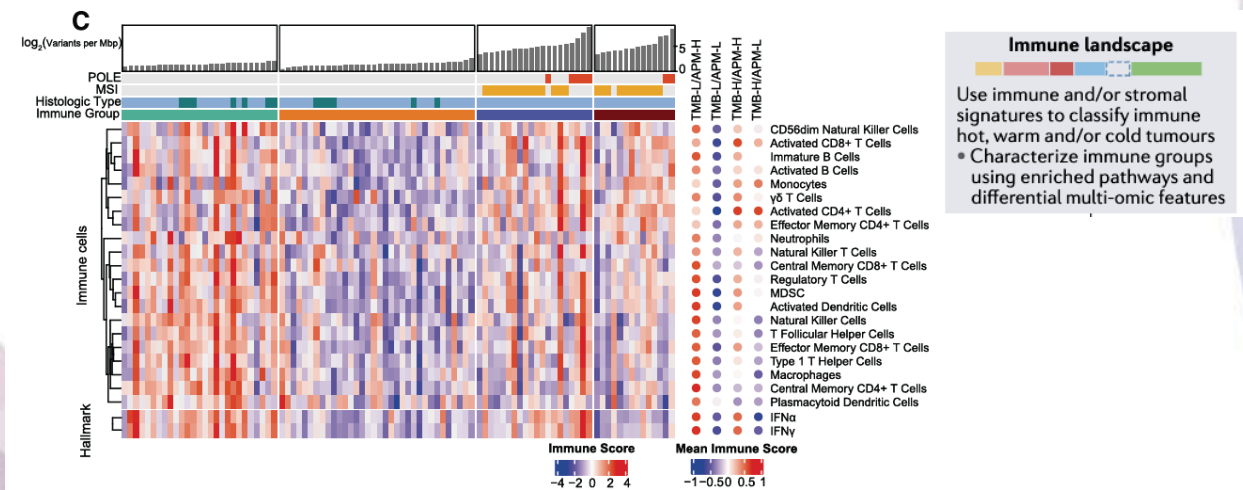 C
log2(Variants per Mbp)
5
0
POLE
MSI
Histologic Type
Immune Group
TMB-L/APM-H
TMB-L/APM-L
TMB-H/APM-H
TMB-H/APM-L
Immune cells
Hallmark
CD56dim Natural Killer Cells
Activated CD8+ T Cells
Immature B Cells
Activated B Cells
Monocytes
γδ T Cells
Activated CD4+ T Cells
Effector Memory CD4+ T Cells
Neutrophils
Natural Killer T Cells
Central Memory CD8+ T Cells
Regulatory T Cells
MDSC
Activated Dendritic Cells
Natural Killer Cells
T Follicular Helper Cells
Effector Memory CD8+ T Cells
Type 1 T Helper Cells
Macrophages
Central Memory CD4+ T Cells
Plasmacytoid Dendritic Cells
IFNα
IFNγ
Immune Score
−4 −2 0 2 4
Mean Immune Score
−1−0.50 0.5 1
Immune landscape
Use immune and/or stromal
signatures to classify immune
hot, warm and/or cold tumours
• Characterize immune groups
using enriched pathways and
differential multi-omic features